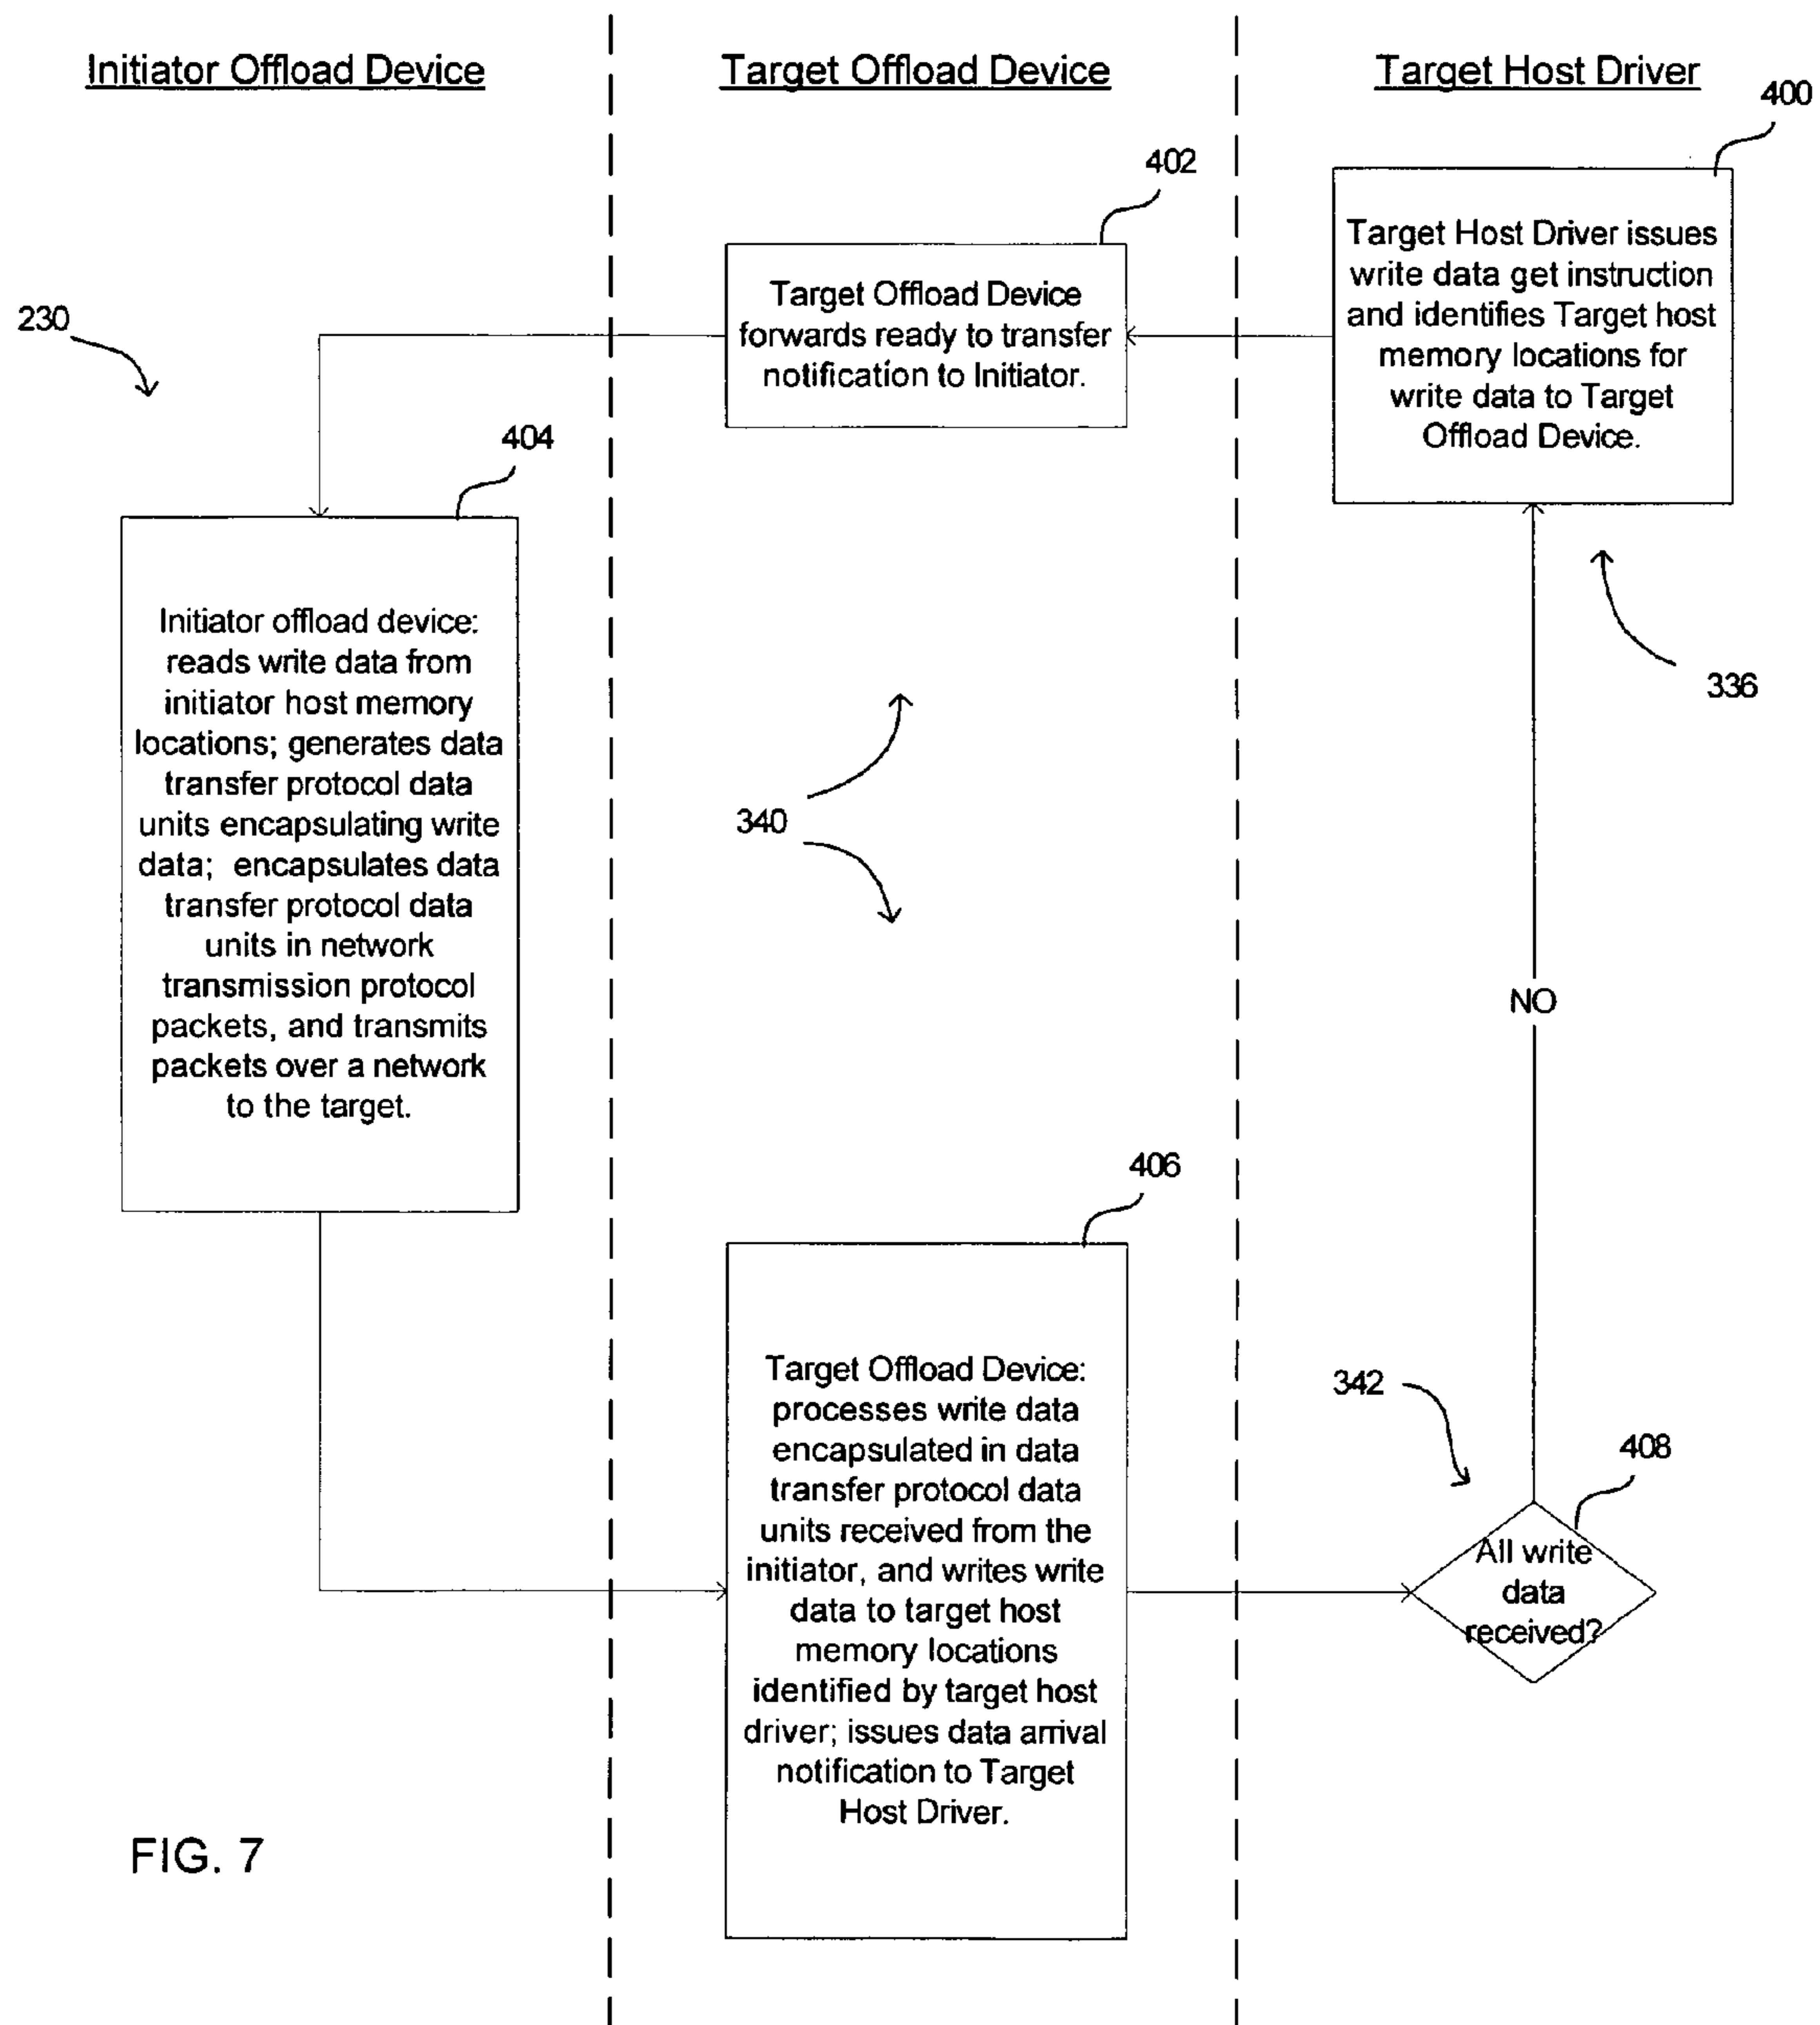 Initiator Offload Device
Target Offload Device
Target Host Driver
400
402
Target Host Driver issues
write data get instruction
and identifies Target host
memory locations for
write data to Target
Offload Device.
Target Offload Device
forwards ready to transfer
notification to Initiator.
230
404
336
Initiator offload device:
reads write data from
initiator host memory
locations; generates data
transfer protocol data
units encapsulating write
data; encapsulates data
transfer protocol data
units in network
transmission protocol
packets, and transmits
packets over a network
to the target.
340
NO
406
Target Offload Device:
processes write data
encapsulated in data
transfer protocol data
units received from the
initiator, and writes write
data to target host
memory locations
identified by target host
driver; issues data arrival
notification to Target
Host Driver.
342
408
All write
data
received?
FIG. 7